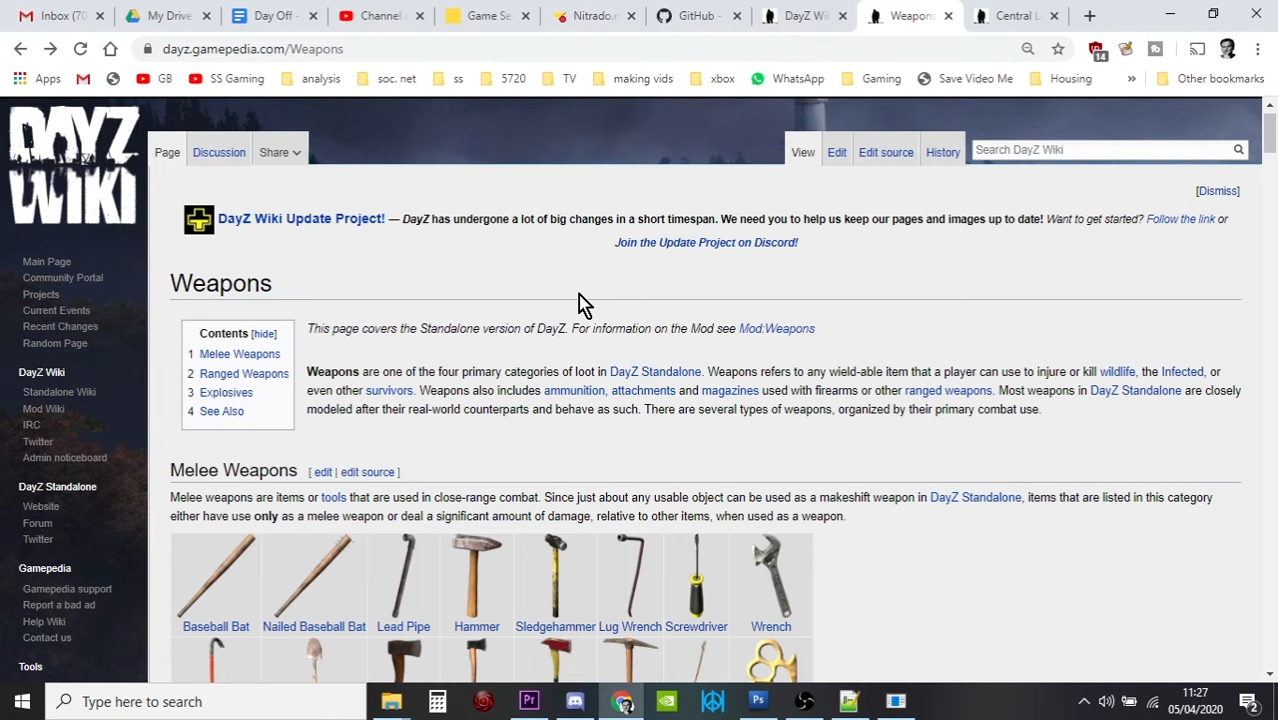 Inbox (70
My Drive
Day Off -
Channel c
Game Se
Nitrado.n
GitHub -
DayZ Wi
Weapons
Central L
dayz.gamepedia.com/Weapons
14
Apps
GB
SS Gaming
analysis
soc. net
ss
5720
TV
making vids
xbox
WhatsApp
Gaming
Save Video Me
Housing
»
Other bookmarks
DAYZ
WIKI
Page
Discussion
Share
View
Edit
Edit source
History
Search DayZ Wiki
[Dismiss]
DayZ Wiki Update Project! — DayZ has undergone a lot of big changes in a short timespan. We need you to help us keep our pages and images up to date! Want to get started? Follow the link or
Join the Update Project on Discord!
Main Page
Community Portal
Projects
Current Events
Recent Changes
Random Page
DayZ Wiki
Standalone Wiki
Mod Wiki
IRC
Twitter
Admin noticeboard
DayZ Standalone
Website
Forum
Twitter
Gamepedia
Gamepedia support
Report a bad ad
Help Wiki
Contact us
Tools
Weapons
Contents [hide]
1 Melee Weapons
2 Ranged Weapons
3 Explosives
4 See Also
This page covers the Standalone version of DayZ. For information on the Mod see Mod:Weapons
Weapons are one of the four primary categories of loot in DayZ Standalone. Weapons refers to any wield-able item that a player can use to injure or kill wildlife, the Infected, or
even other survivors. Weapons also includes ammunition, attachments and magazines used with firearms or other ranged weapons. Most weapons in DayZ Standalone are closely
modeled after their real-world counterparts and behave as such. There are several types of weapons, organized by their primary combat use.
Melee Weapons [ edit | edit source ]
Melee weapons are items or tools that are used in close-range combat. Since just about any usable object can be used as a makeshift weapon in DayZ Standalone, items that are listed in this category
either have use only as a melee weapon or deal a significant amount of damage, relative to other items, when used as a weapon.
Baseball Bat
Nailed Baseball Bat
Lead Pipe
Hammer
Sledgehammer
Lug Wrench
Screwdriver
Wrench
Type here to search
Pr
Ps
11:27
05/04/2020
2